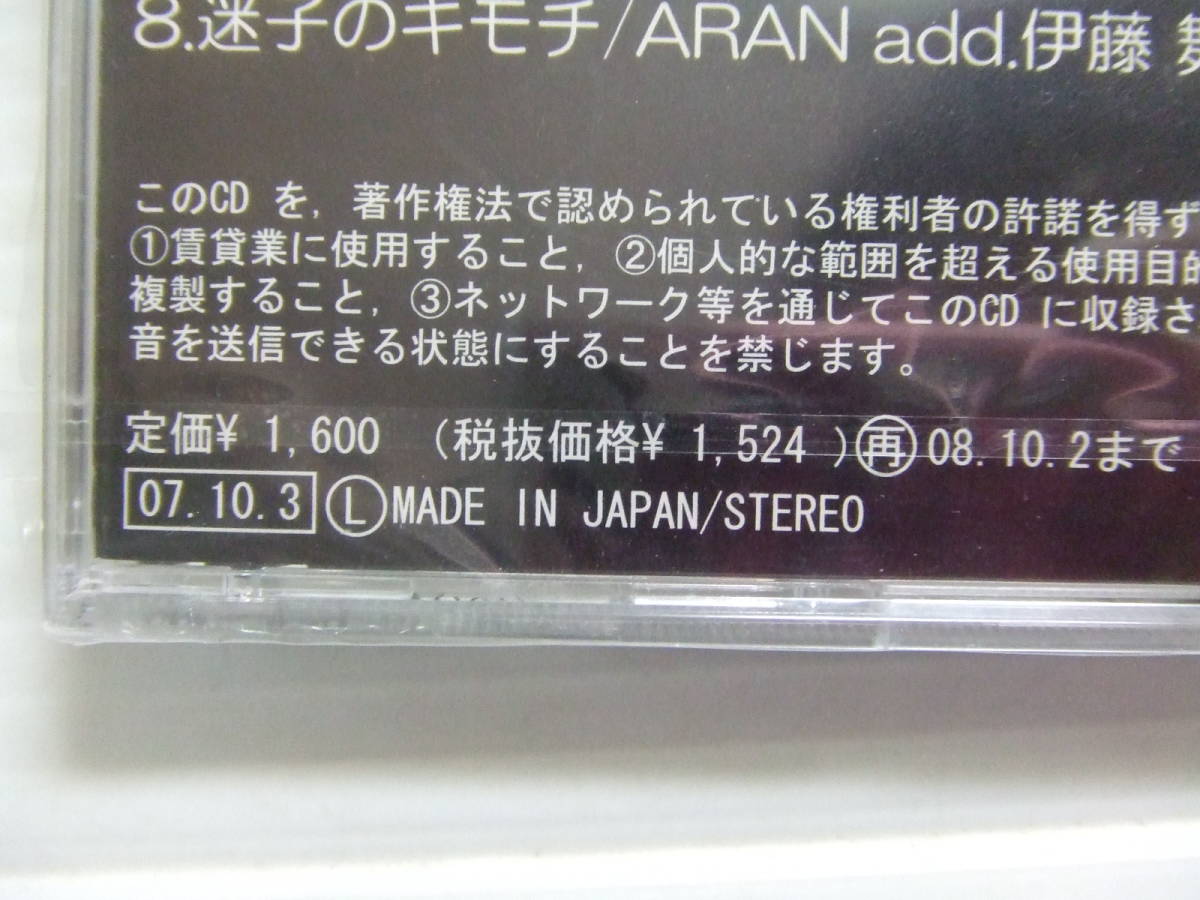 8.迷子のキモチ/ARAN add.伊藤
このCD を, 著作権法で認められている権利者の許諾を得ず
①賃貸業に使用すること, ②個人的な範囲を超える使用目的
複製すること, ③ネットワーク等を通じてこのCD に収録さ
音を送信できる状態にすることを禁じます。
定価¥ 1,600 (税抜価格¥ 1,524 )㊢08.10.2まで
07.10.3 ⓁMADE IN JAPAN/STEREO